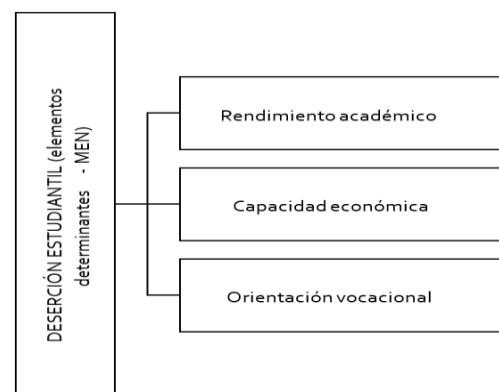 DESERCIÓN ESTUDIANTIL (elementos
determinantes - MEN)
Rendimiento académico
Capacidad económica
Orientación vocacional